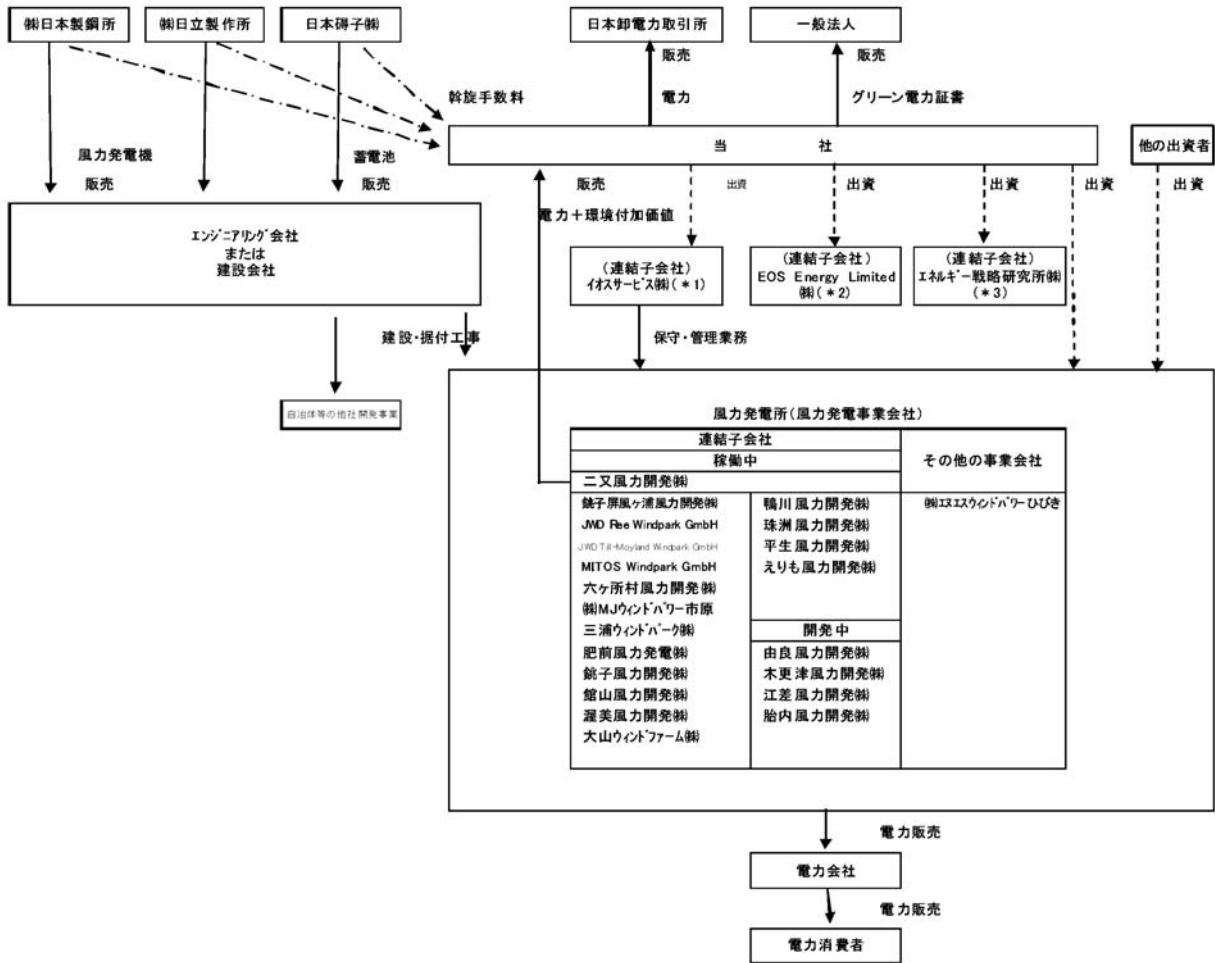 ㈱日本製鋼所
㈱日立製作所
日本碍子㈱
日本卸電力取引所
一般法人
販売
販売
斡旋手数料
電力
グリーン電力証書
当 社
他の出資者
風力発電機
蓄電池
販売
販売
販売
出資
出資
出資
出資
出資
電力＋環境付加価値
エンジニアリング会社
または
建設会社
(連結子会社)
イオスサービス㈱(＊1)
(連結子会社)
EOS Energy Limited
㈱(＊2)
(連結子会社)
エネルギー戦略研究所㈱
(＊3)
建設・据付工事
保守・管理業務
自治体等の他社開発事業
風力発電所(風力発電事業会社)
連結子会社
稼働中
その他の事業会社
二又風力開発㈱
銚子屏風ヶ浦風力開発㈱
JWD Ree Windpark GmbH
JWD Till-Moyland Windpark GmbH
MITOS Windpark GmbH
六ヶ所村風力開発㈱
㈱MJウィンドパワー市原
三浦ウィンドパーク㈱
肥前風力発電㈱
銚子風力開発㈱
館山風力開発㈱
渥美風力開発㈱
大山ウィンドファーム㈱
鴨川風力開発㈱
珠洲風力開発㈱
平生風力開発㈱
えりも風力開発㈱
開発中
由良風力開発㈱
木更津風力開発㈱
江差風力開発㈱
胎内風力開発㈱
㈱エヌエスウィンドパワーひびき
電力販売
電力会社
電力販売
電力消費者